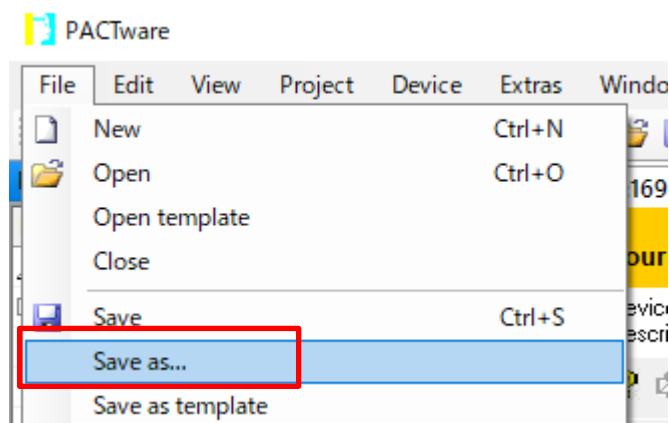 PACTware
File Edit View Project Device Extras
New Ctrl+N
Open Ctrl+O
Open template
Close
Save Ctrl+S
Save as...
Save as template
169